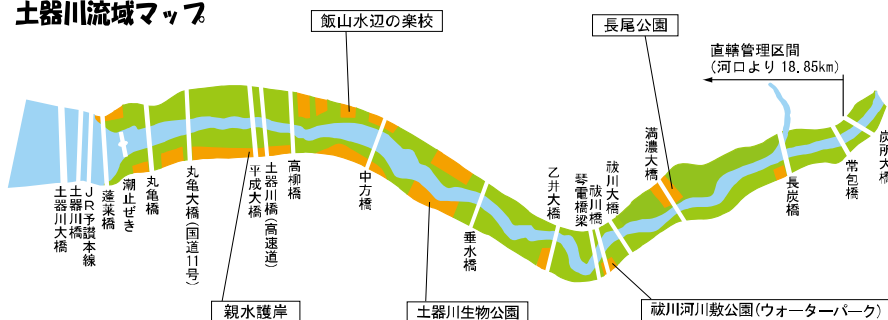 土器川流域マップ
飯山水辺の楽校
長尾公園
直轄管理区間
(河口より18.85km)
土器川大橋
土器川橋
JR予讃本線
蓬莱橋
潮止ぜき
丸亀橋
丸亀大橋(国道11号)
平成大橋
土器川橋(高速道)
高柳橋
中方橋
垂水橋
乙井大橋
琴電橋梁
祓川橋
祓川大橋
満濃大橋
長炭橋
常包橋
炭所大橋
親水護岸
土器川生物公園
祓川河川敷公園(ウォーターパーク)